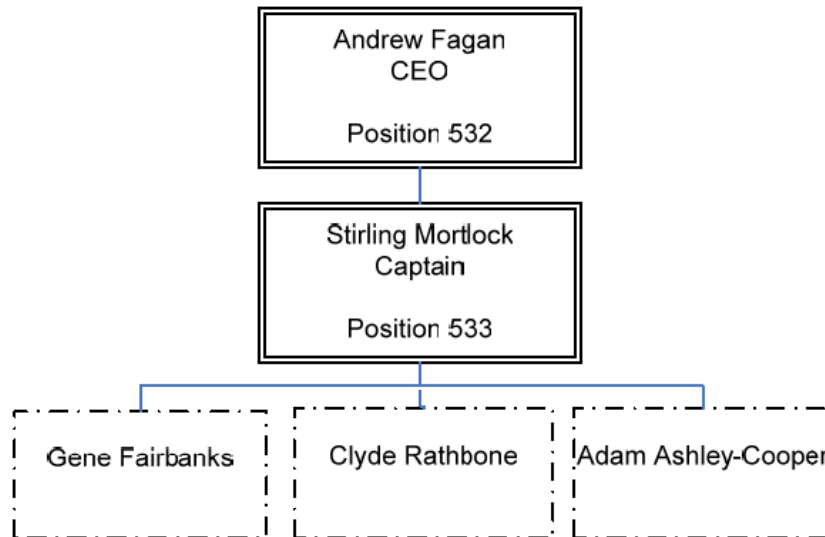 Andrew Fagan
CEO
Position 532
Stirling Mortlock
Captain
Position 533
Gene Fairbanks
Clyde Rathbone
Adam Ashley-Cooper